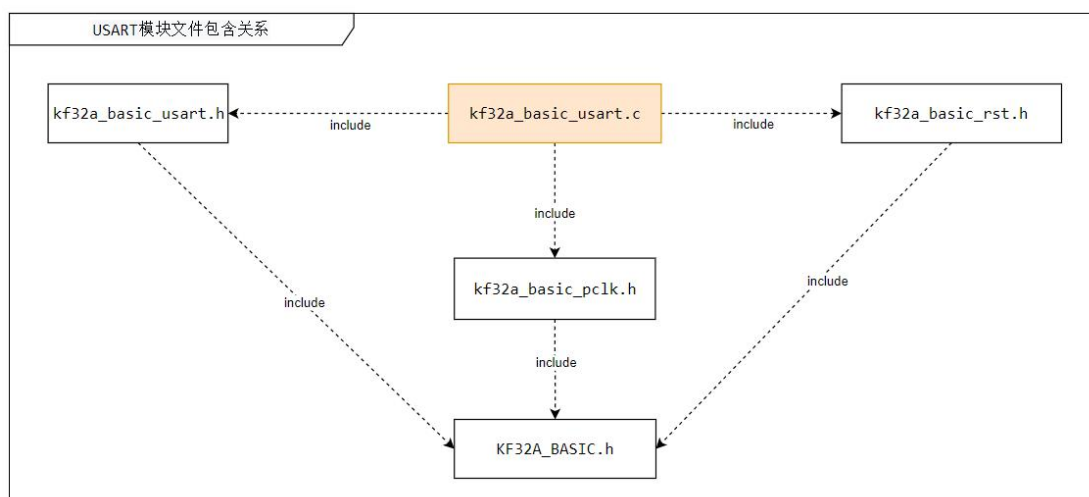 USART模块文件包含关系
kf32a_basic_usart.h
include
kf32a_basic_usart.c
include
kf32a_basic_rst.h
include
kf32a_basic_pclk.h
include
include
include
KF32A_BASIC.h